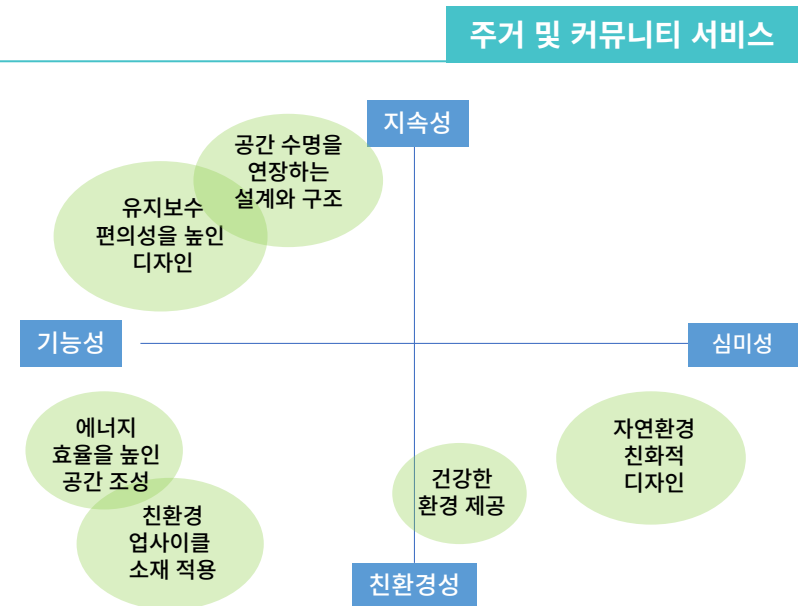 주거 및 커뮤니티 서비스
지속성
공간 수명을
연장하는
설계와 구조
유지보수
편의성을 높인
디자인
기능성
심미성
에너지
효율을 높인
공간 조성
친환경
업사이클
소재 적용
건강한
환경 제공
자연환경
친화적
디자인
친환경성